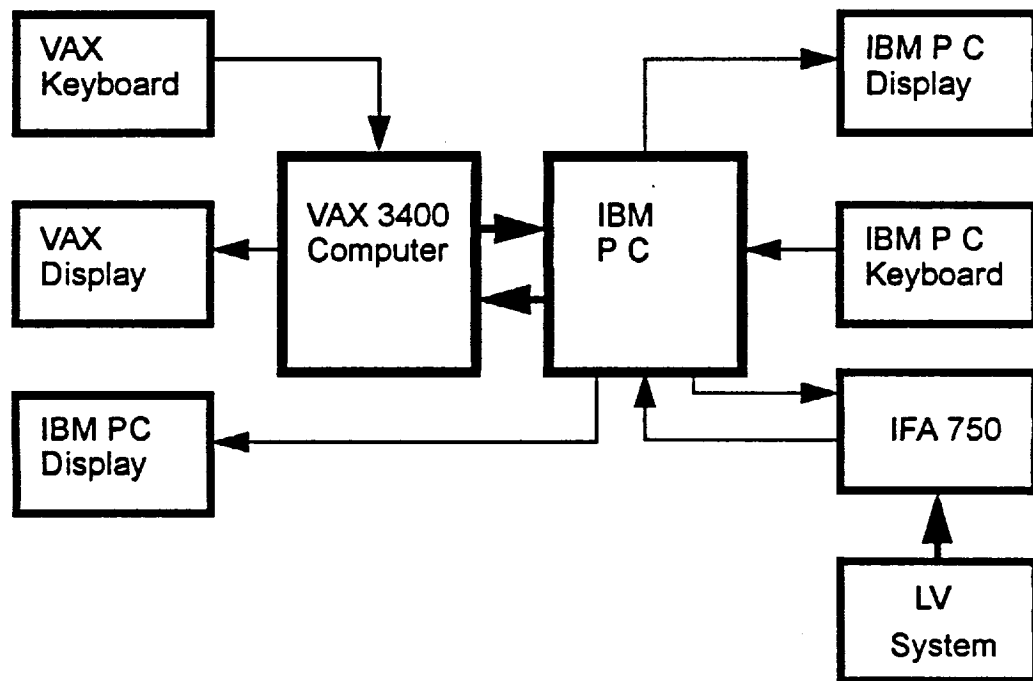 VAX
Keyboard
IBM P C
Display
VAX
Display
VAX 3400
Computer
IBM
P C
IBM P C
Keyboard
IBM PC
Display
IFA 750
LV
System